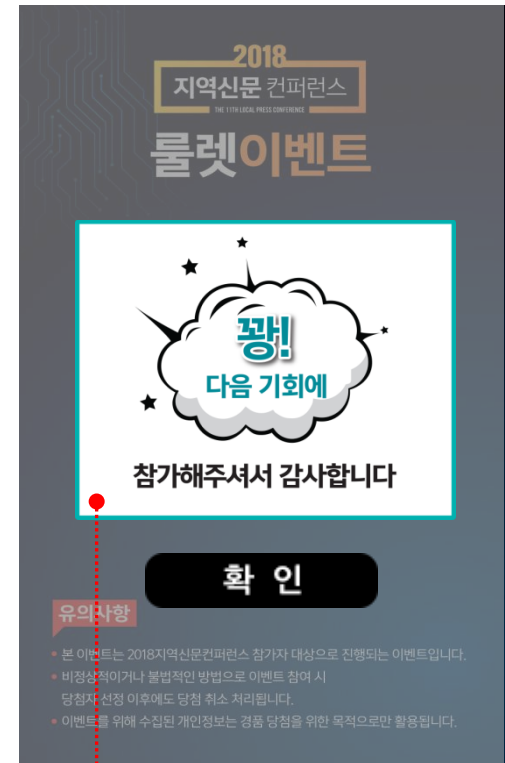 2018
지역신문 컨퍼런스
THE 11TH LOCAL PRESS CONFERENCE
룰렛이벤트
꽝!
다음 기회에
참가해주셔서 감사합니다
확 인
유의사항
• 본 이벤트는 2018지역신문컨퍼런스 참가자 대상으로 진행되는 이벤트입니다.
• 비정상적이거나 불법적인 방법으로 이벤트 참여 시
당첨자 선정 이후에도 당첨 취소 처리됩니다.
• 이벤트를 위해 수집된 개인정보는 경품 당첨을 위한 목적으로만 활용됩니다.